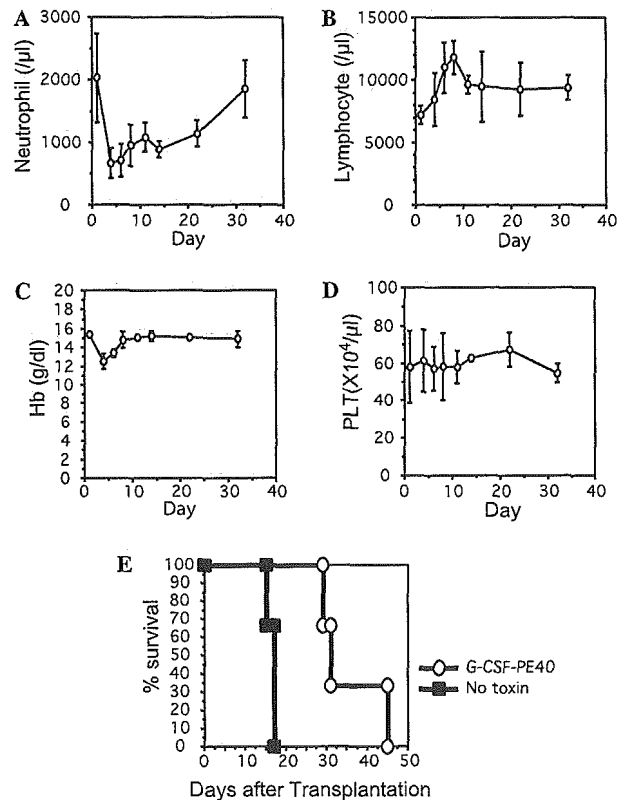 A
Neutrophil (/μl)
3000
2000
1000
0
0 10 20 30 40
Day
B
Lymphocyte (/μl)
15000
10000
5000
0
0 10 20 30 40
Day
C
Hb (g/dl)
20
18
16
14
12
10
8
6
4
2
0
0 10 20 30 40
Day
D
PLT(X10⁴/μl)
100
80
60
40
20
0
0 10 20 30 40
Day
E
% survival
100
90
80
70
60
50
40
30
20
10
0
0 10 20 30 40 50
Days after Transplantation
G-CSF-PE40
No toxin